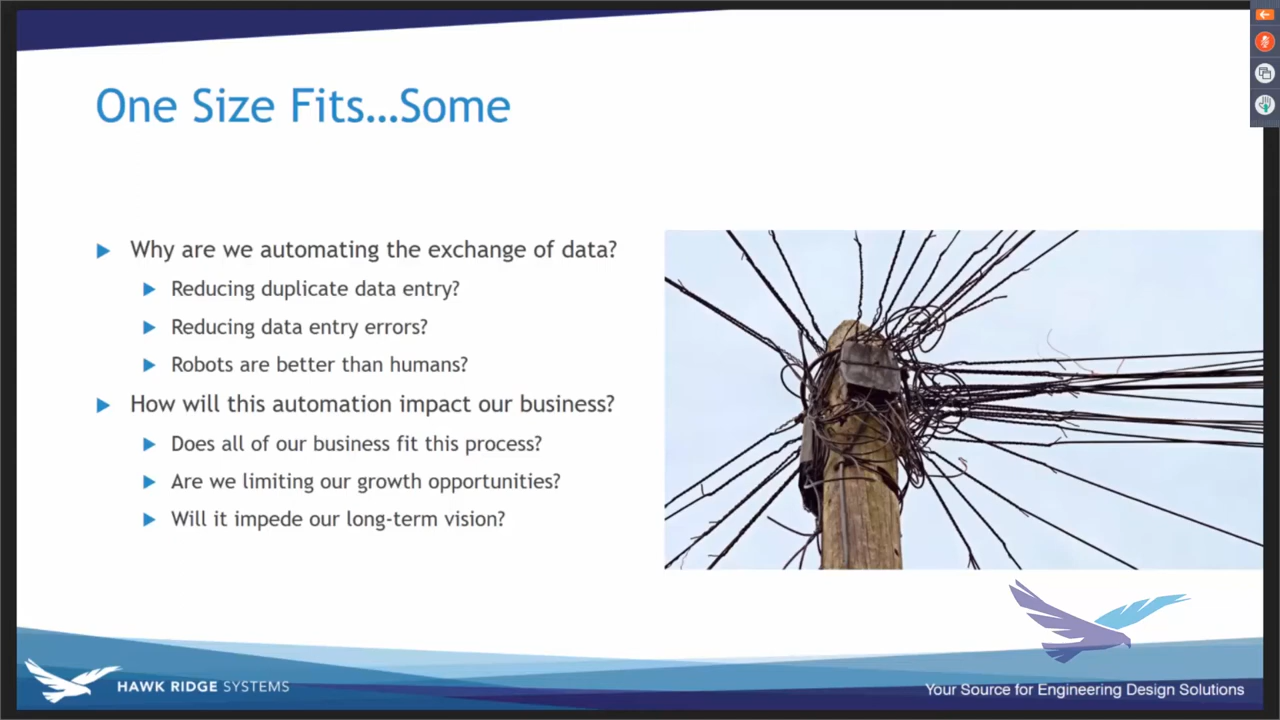 One Size Fits...Some
Why are we automating the exchange of data?
Reducing duplicate data entry?
Reducing data entry errors?
Robots are better than humans?
How will this automation impact our business?
Does all of our business fit this process?
Are we limiting our growth opportunities?
Will it impede our long-term vision?
HAWK RIDGE SYSTEMS
Your Source for Engineering Design Solutions